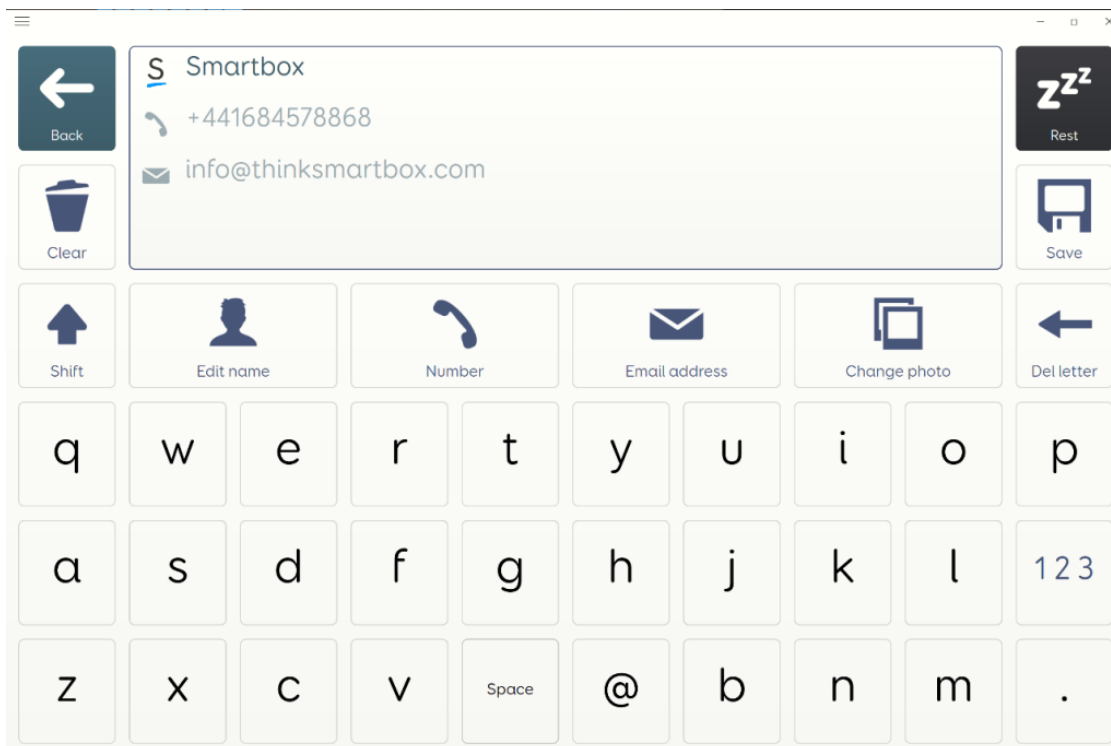 Back
S Smartbox
+441684578868
info@thinksmartbox.com
zzz
Rest
Clear
Save
Shift
Edit name
Number
Email address
Change photo
Del letter
q w e r t y u i o p
a s d f g h j k l 123
z x c v Space @ b n m .